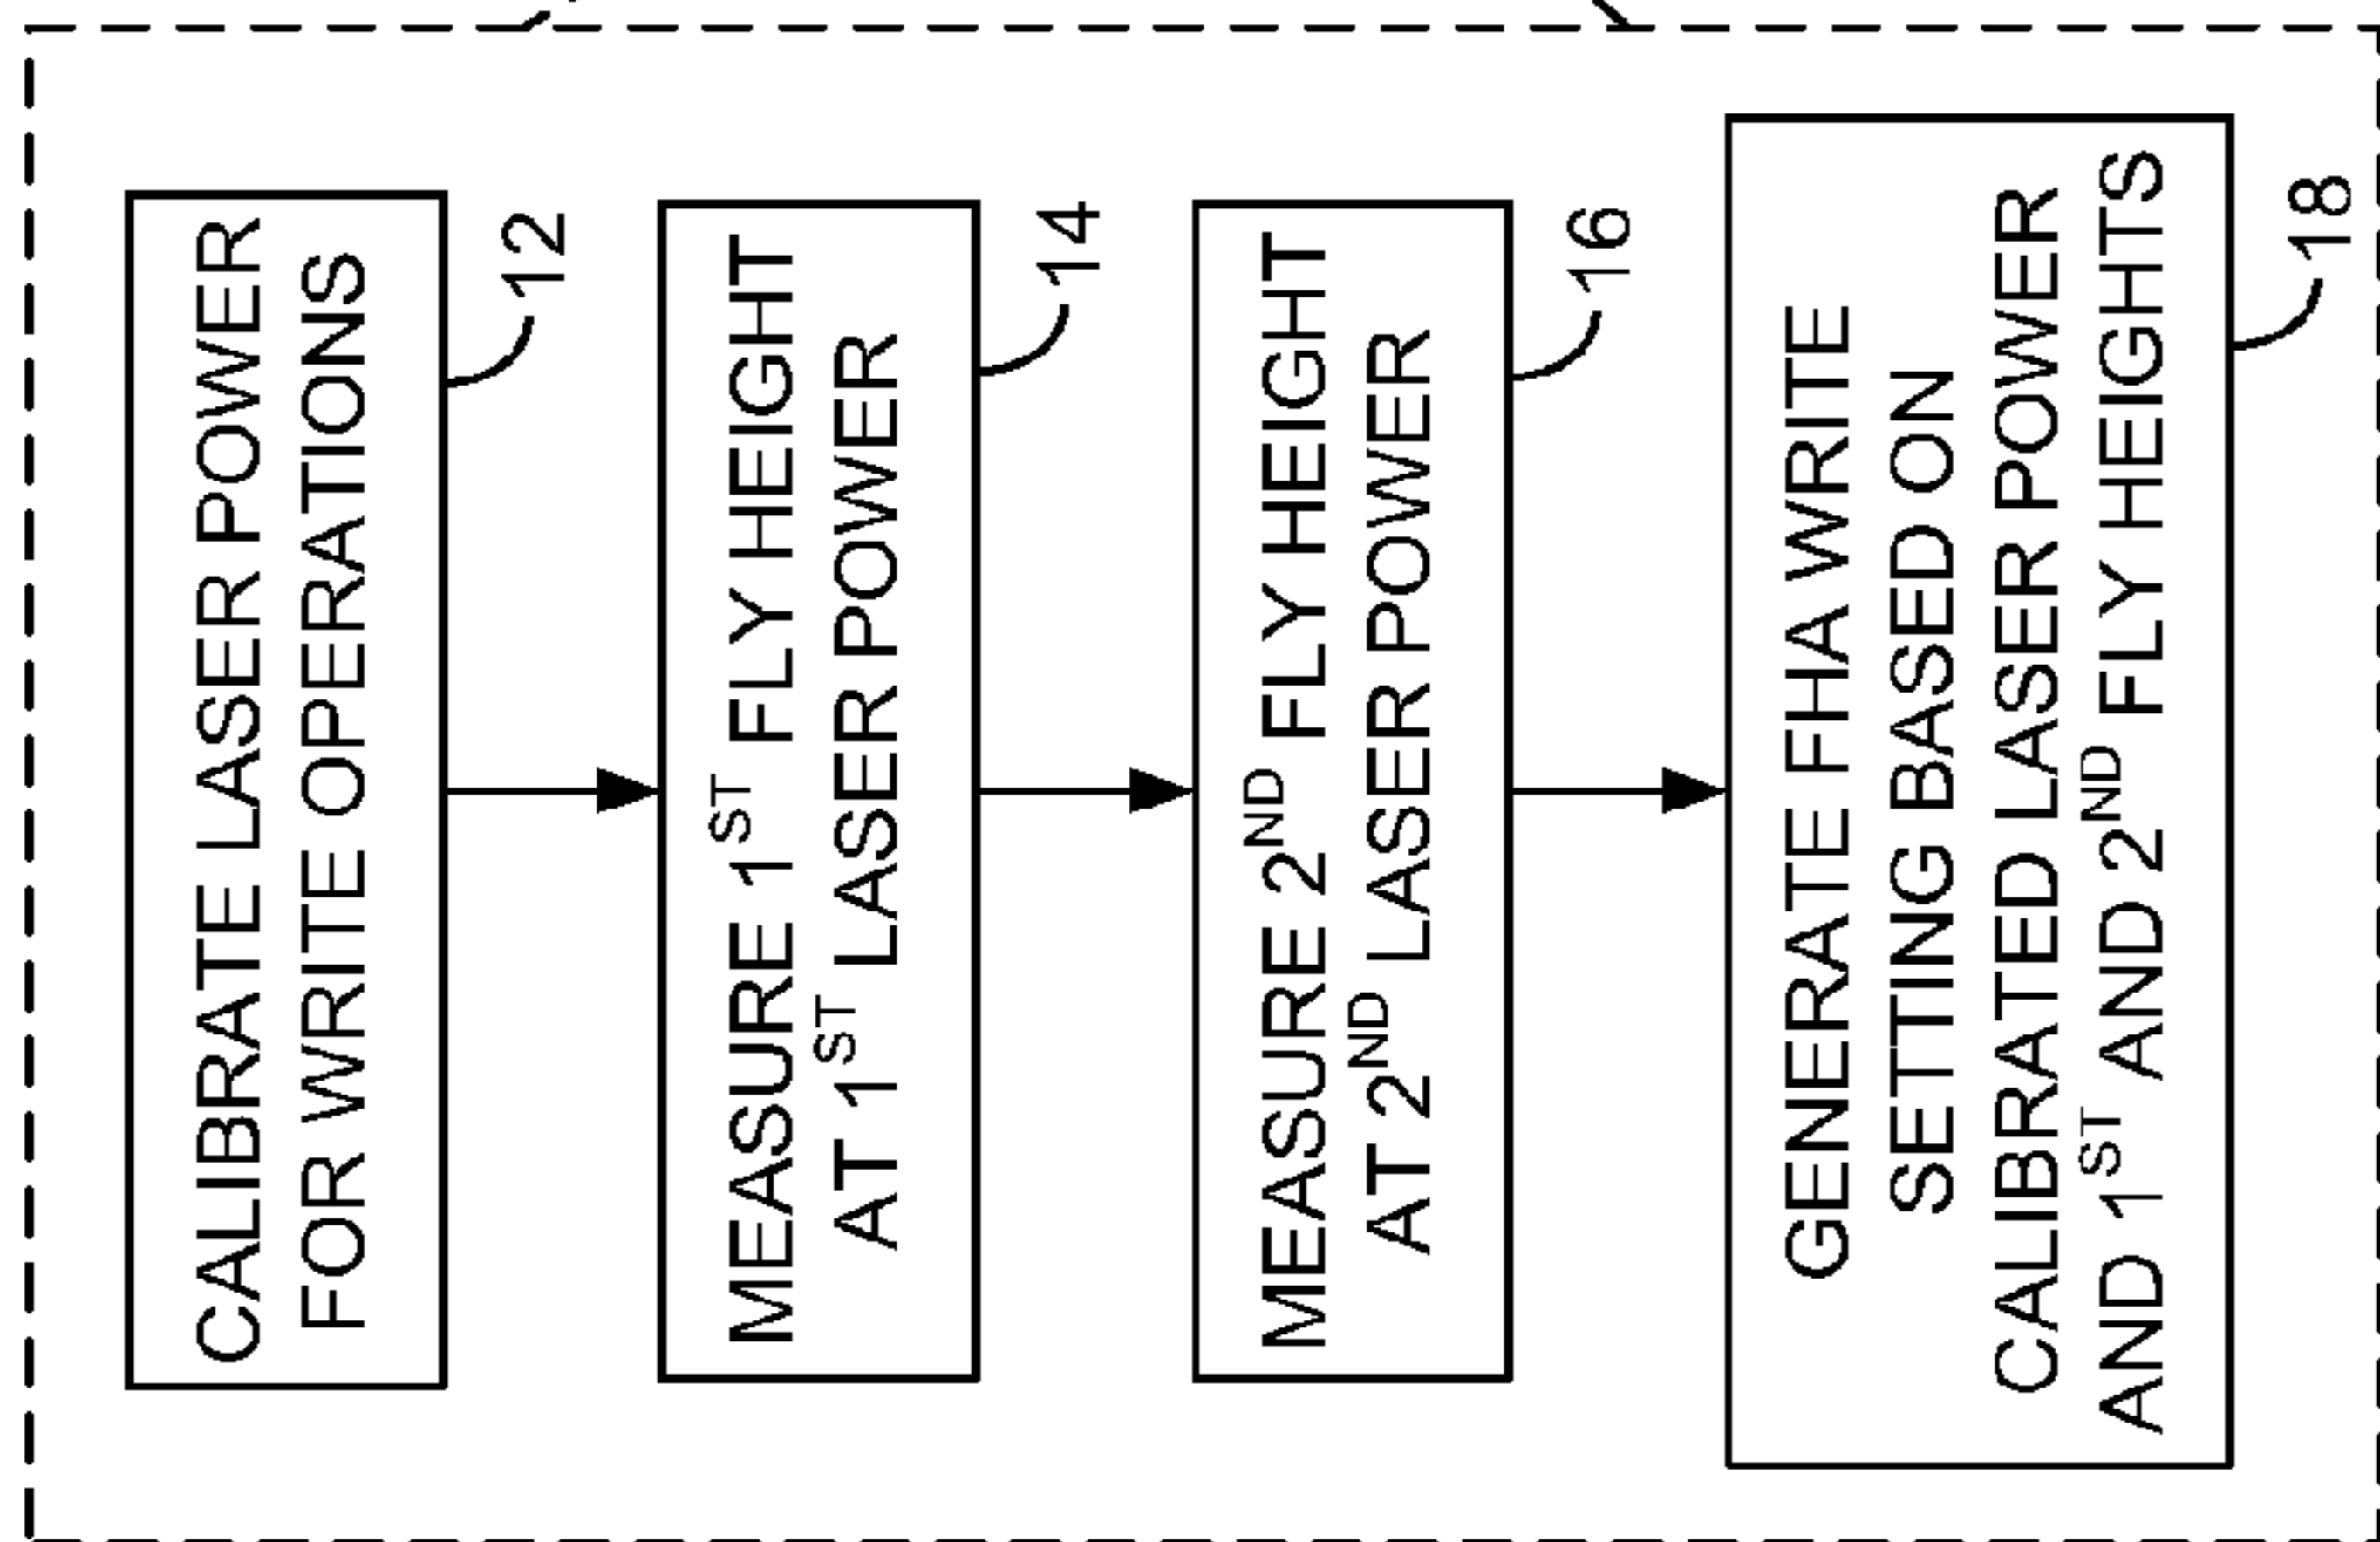 CALIBRATE LASER POWER
FOR WRITE OPERATIONS
12
MEASURE 1ST FLY HEIGHT
AT 1ST LASER POWER
14
MEASURE 2ND FLY HEIGHT
AT 2ND LASER POWER
16
GENERATE FHA WRITE
SETTING BASED ON
CALIBRATED LASER POWER
AND 1ST AND 2ND FLY HEIGHTS
18